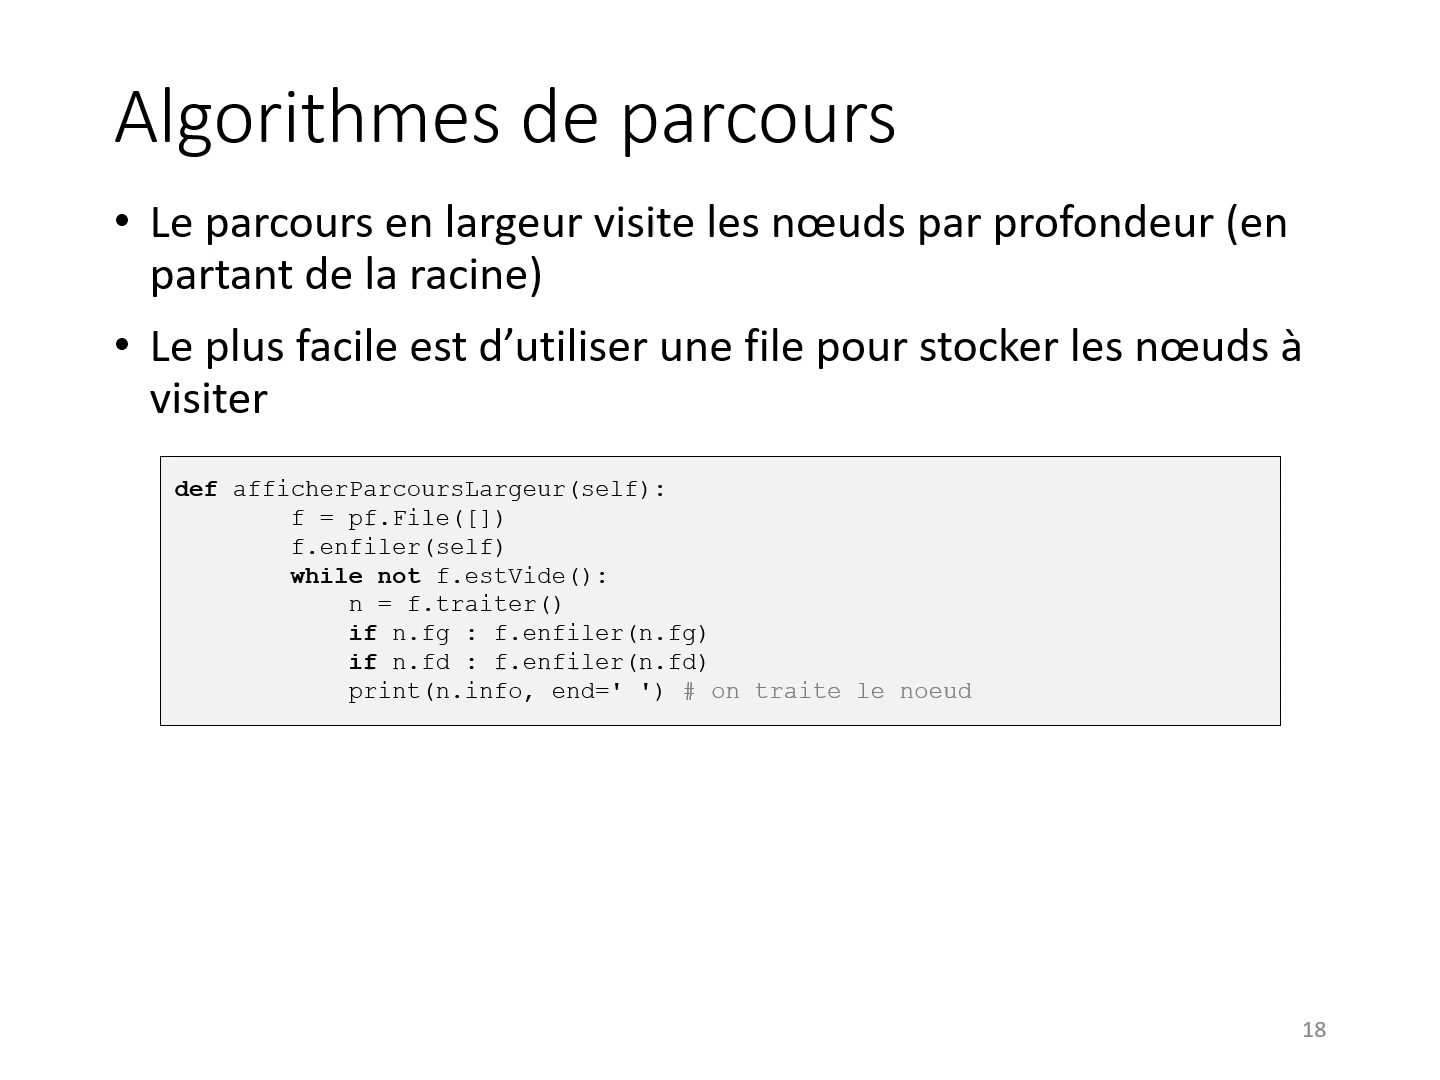 Algorithmes de parcours
• Le parcours en largeur visite les nœuds par profondeur (en
partant de la racine)
• Le plus facile est d’utiliser une file pour stocker les nœuds à
visiter
def afficherParcoursLargeur(self):
        f = pf.File([])
        f.enfiler(self)
        while not f.estVide():
            n = f.traiter()
            if n.fg : f.enfiler(n.fg)
            if n.fd : f.enfiler(n.fd)
            print(n.info, end=' ') # on traite le noeud
18